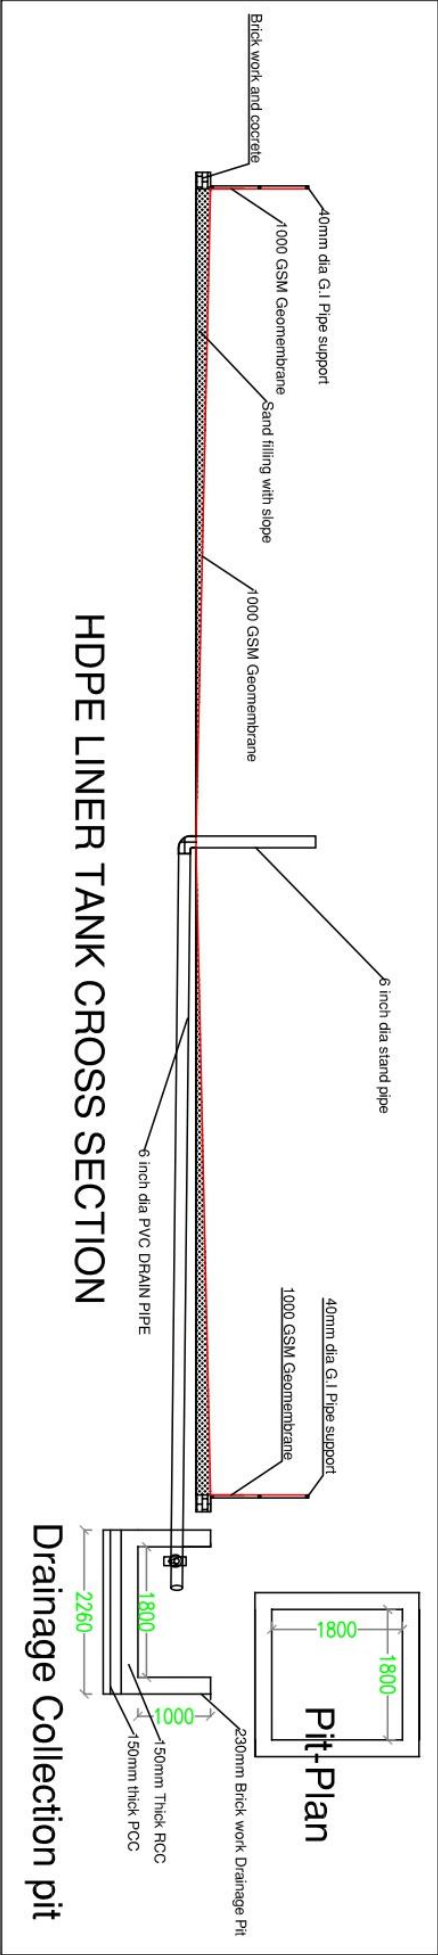 Brick work and cocrete
40mm dia G.I Pipe support
1000 GSM Geomembrane
Sand filling with slope
1000 GSM Geomembrane
6 inch dia stand pipe
6 inch dia PVC DRAIN PIPE
40mm dia G.I Pipe support
1000 GSM Geomembrane
HDPE LINER TANK CROSS SECTION
1800
1800
Pit-Plan
1800
2260
1000
230mm Brick work Drainage Pit
150mm Thick RCC
150mm thick PCC
Drainage Collection pit